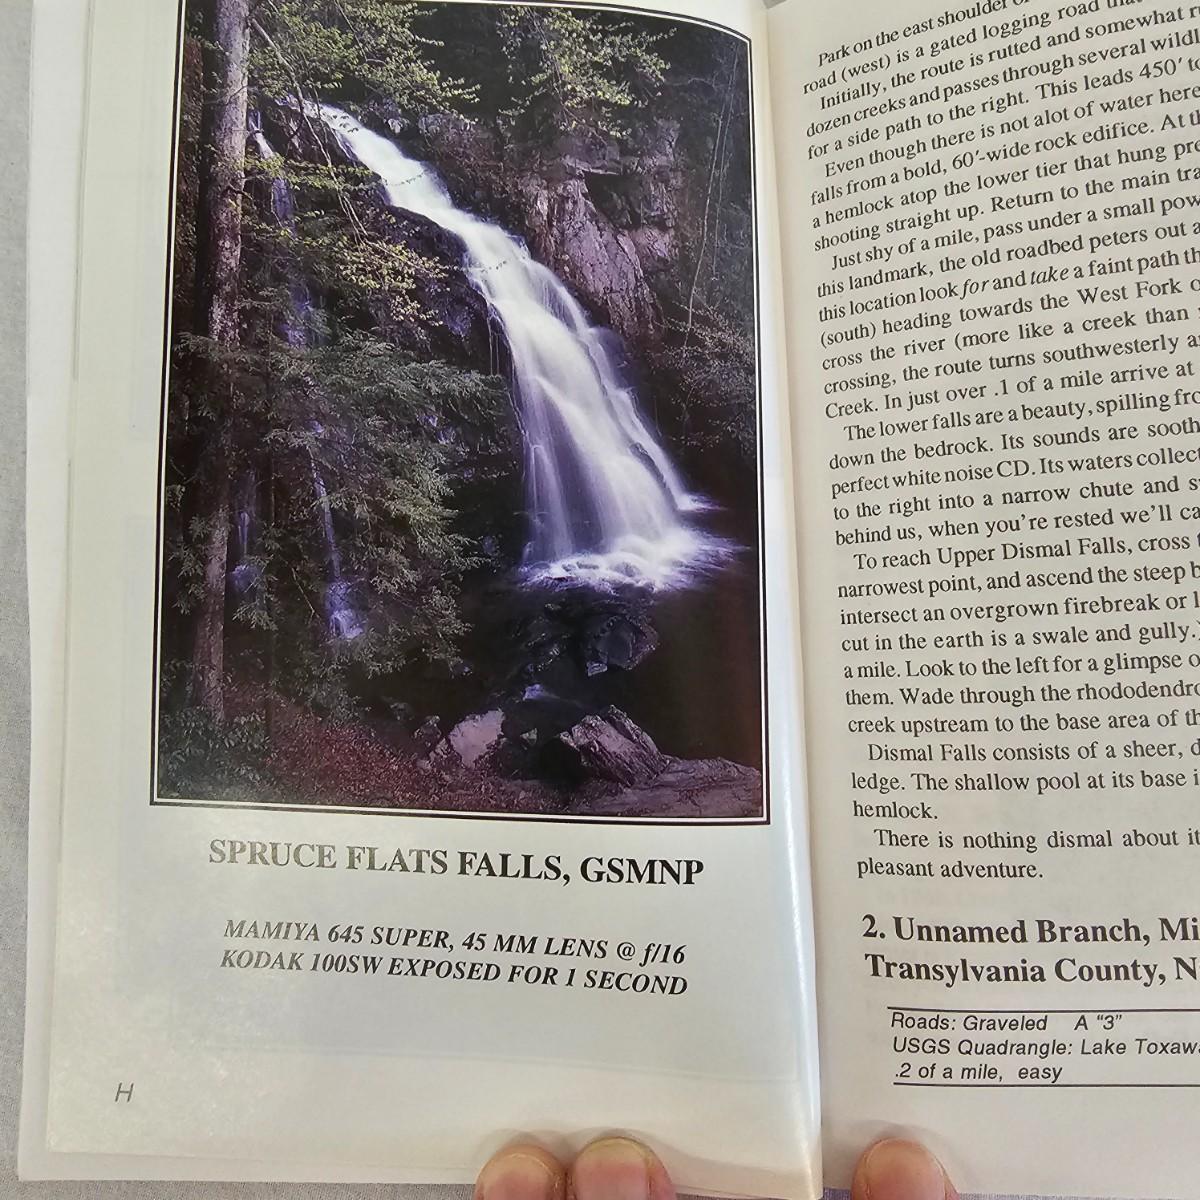 SPRUCE FLATS FALLS, GSMNP
MAMIYA 645 SUPER, 45 MM LENS @ f/16
KODAK 100SW EXPOSED FOR 1 SECOND
H
Park on the east shoulder
road (west) is a gated logging road
Initially, the route is rutted and somewhat
dozen creeks and passes through several
for a side path to the right. This leads 450' to
Even though there is not alot of water here
falls from a bold, 60'-wide rock edifice. At
a hemlock atop the lower tier that hung
shooting straight up. Return to the main
Just shy of a mile, pass under a small
this landmark, the old roadbed peters out
this location look for and take a faint path
(south) heading towards the West Fork
cross the river (more like a creek than
crossing, the route turns southwesterly
Creek. In just over .1 of a mile arrive at
The lower falls are a beauty, spilling
down the bedrock. Its sounds are
perfect white noise CD. Its waters collect
to the right into a narrow chute and
behind us, when you're rested we'll
To reach Upper Dismal Falls, cross
narrowest point, and ascend the steep
intersect an overgrown firebreak or
cut in the earth is a swale and gully.)
a mile. Look to the left for a glimpse
them. Wade through the
creek upstream to the base area of
Dismal Falls consists of a sheer,
ledge. The shallow pool at its base
hemlock.
There is nothing dismal about
pleasant adventure.
2. Unnamed Branch,
Transylvania County,
Roads: Graveled A "3"
USGS Quadrangle: Lake
.2 of a mile, easy